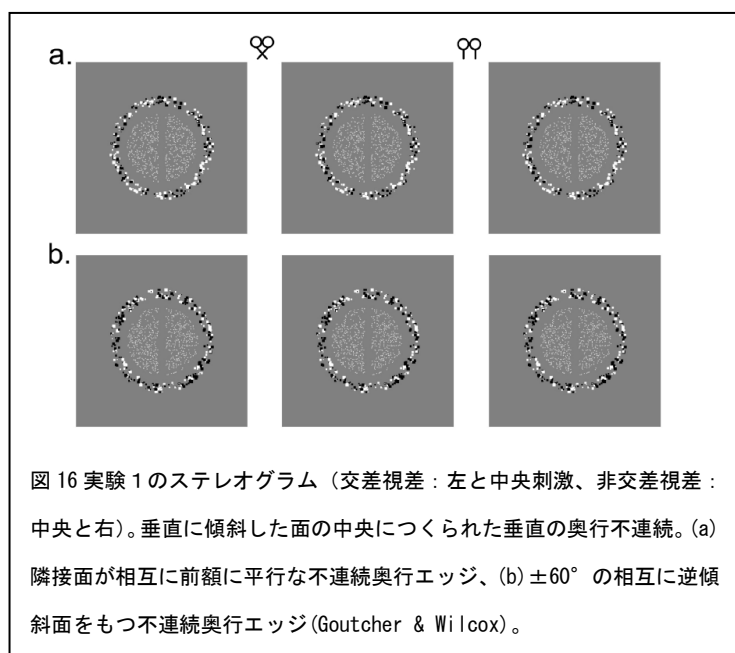 a.
b.
図 16 実験１のステレオグラム（交差視差：左と中央刺激、非交差視差：
中央と右）。垂直に傾斜した面の中央につくられた垂直の奥行不連続。(a)
隣接面が相互に前額に平行な不連続奥行エッジ、(b)±60°の相互に逆傾
斜面をもつ不連続奥行エッジ(Goutcher & Wilcox)。